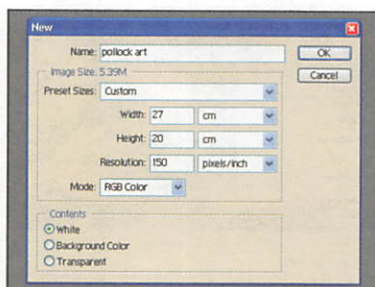 New
Name: pollock art
OK
Image Size: 5.39M
Cancel
Preset Sizes: Custom
Width: 27 cm
Height: 20 cm
Resolution: 150 pixels/inch
Mode: RGB Color
Contents
White
Background Color
Transparent